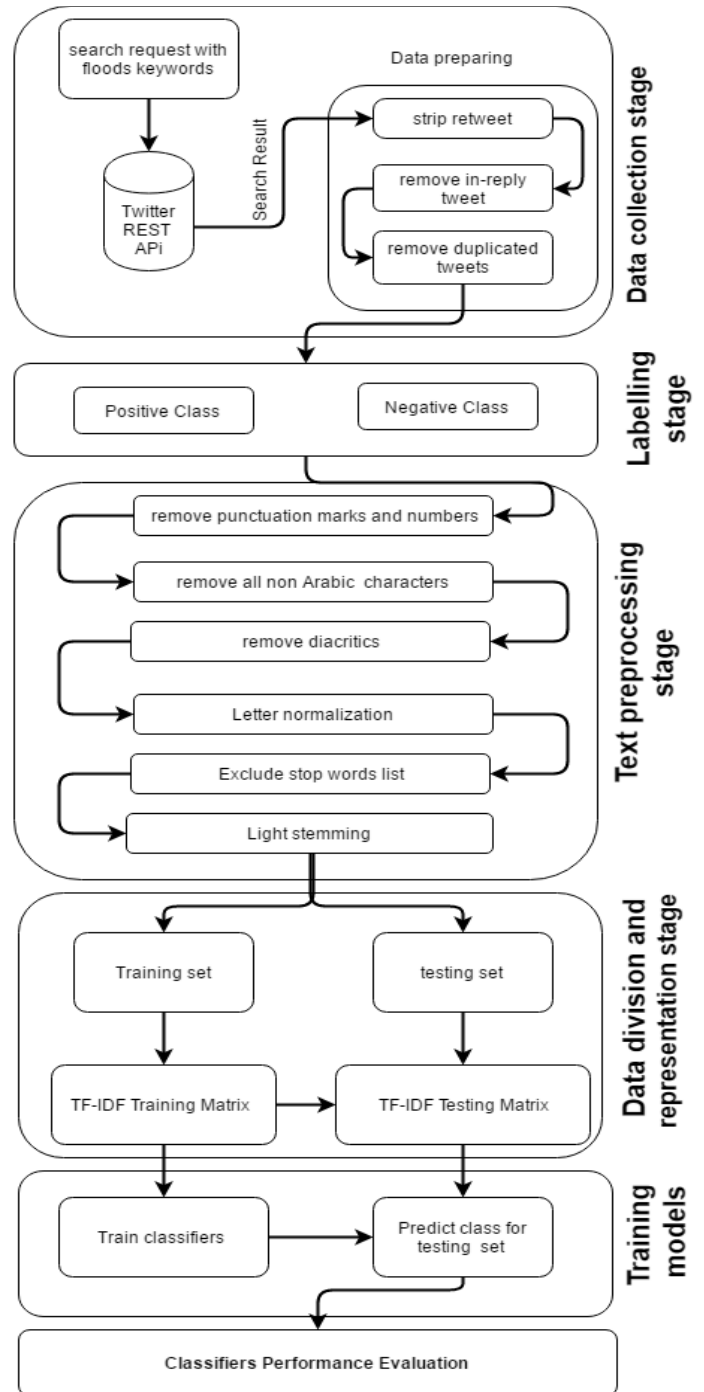 search request with
floods keywords
Data preparing
strip retweet
remove in-reply
tweet
remove duplicated
tweets
Twitter
REST
APi
Search Result
Data collection stage
Positive Class
Negative Class
Labelling
stage
remove punctuation marks and numbers
remove all non Arabic characters
remove diacritics
Letter normalization
Exclude stop words list
Light stemming
Text preprocessing
stage
Training set
testing set
TF-IDF Training Matrix
TF-IDF Testing Matrix
Data division and
representation stage
Train classifiers
Predict class for
testing set
Training
models
Classifiers Performance Evaluation